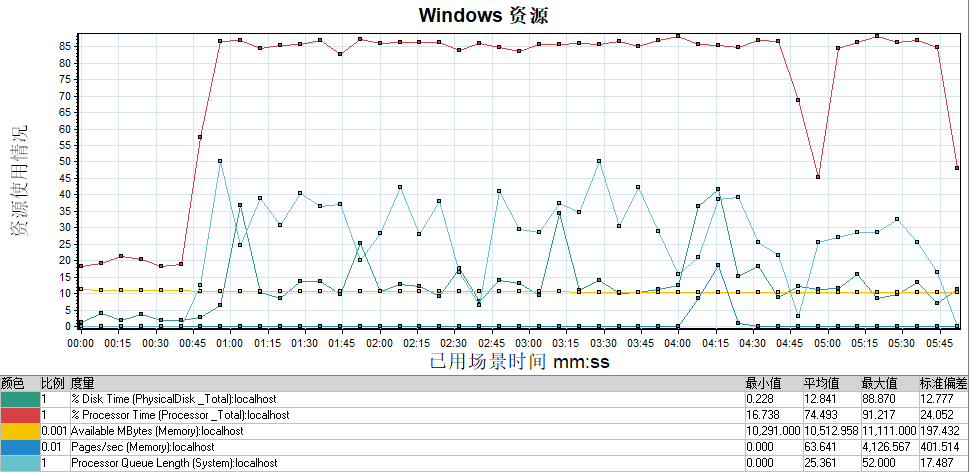 Windows 资源
资源使用情况
85
80
75
70
65
60
55
50
45
40
35
30
25
20
15
10
5
0
00:00 00:15 00:30 00:45 01:00 01:15 01:30 01:45 02:00 02:15 02:30 02:45 03:00 03:15 03:30 03:45 04:00 04:15 04:30 04:45 05:00 05:15 05:30 05:45
已用场景时间 mm:ss
颜色 比例 度量 最小值 平均值 最大值 标准偏差
1 % Disk Time (PhysicalDisk _Total):localhost 0.228 12.841 88.870 12.777
1 % Processor Time (Processor _Total):localhost 16.738 74.493 91.217 24.052
0.001 Available MBytes (Memory):localhost 10,291.000 10,512.958 11,111.000 197.432
0.01 Pages/sec (Memory):localhost 0.000 63.641 4,126.567 401.514
1 Processor Queue Length (System):localhost 0.000 25.361 52.000 17.487